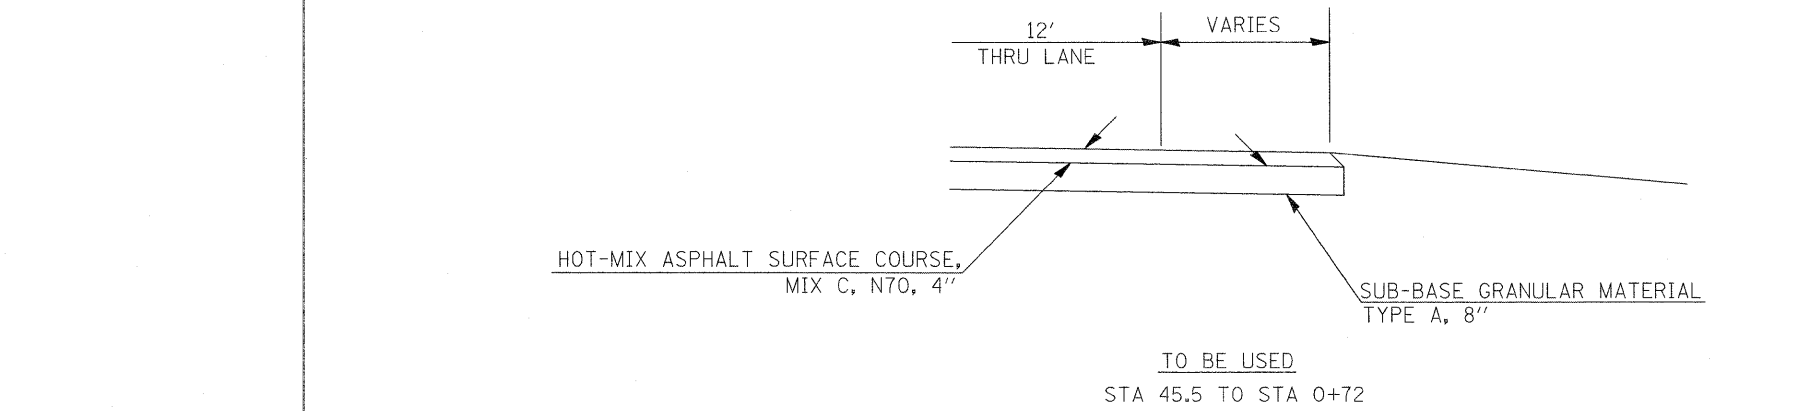 12' VARIES
THRU LANE
HOT-MIX ASPHALT SURFACE COURSE,
MIX C, N70, 4"
SUB-BASE GRANULAR MATERIAL
TYPE A, 8"
TO BE USED
STA 45.5 TO STA 0+72